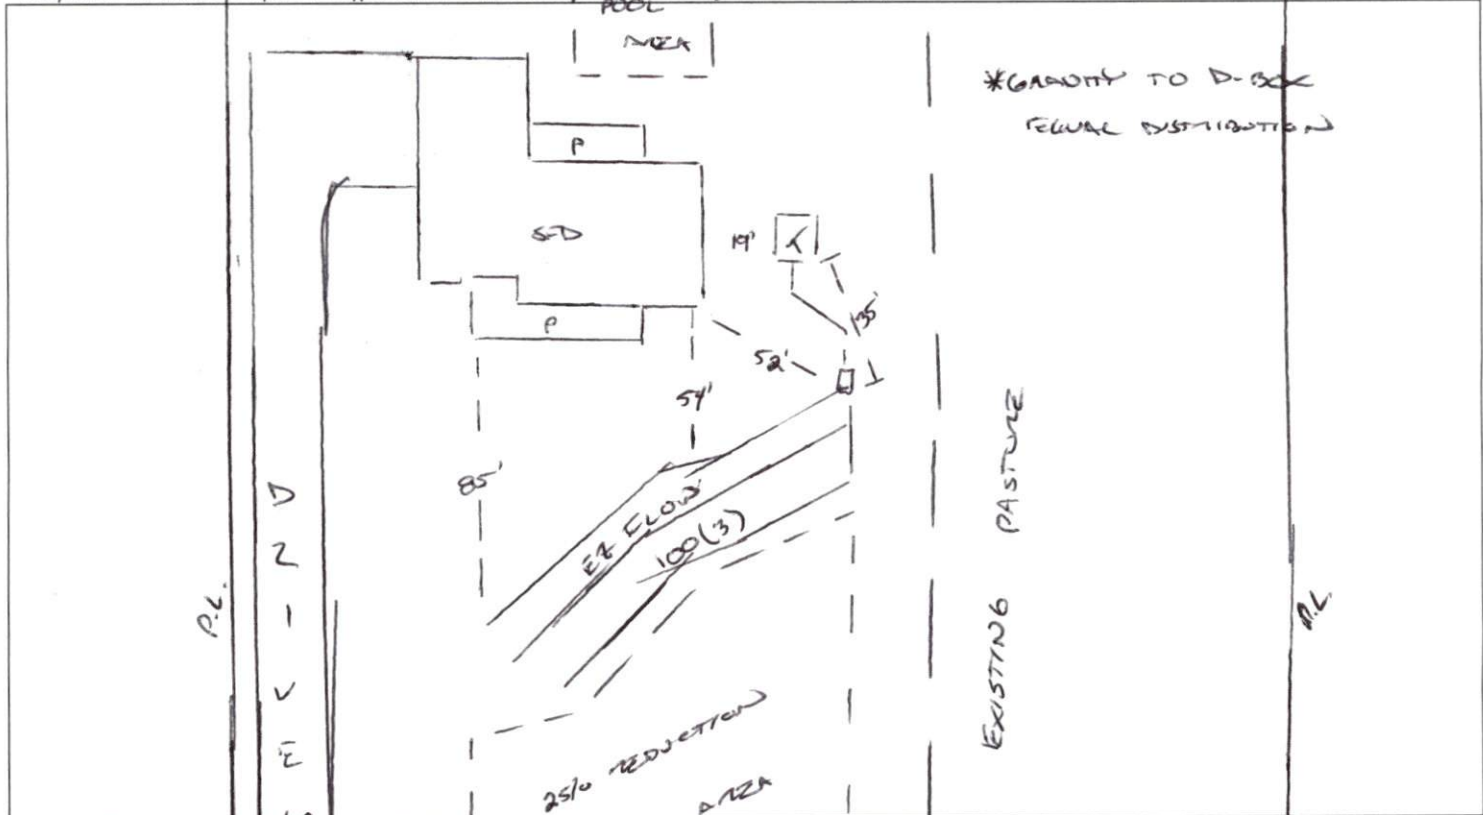 POOL
AREA
*GRAVITY TO D-BOX
EQUAL DISTRIBUTION
P
SFD
19'
35'
P
52'
54'
85'
EZ FLOW
100(3)
DRIVE
P.L.
EXISTING PASTURE
P.L.
25% REDUCTION
AREA